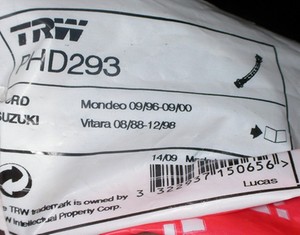 TRW
PHD293
ORD
SUZUKI
Mondeo 09/96-09/00
Vitara 08/88-12/98
14/09
3 322937 150656 >
Lucas
TRW trademark is owned by
W Intellectual Property Corp.